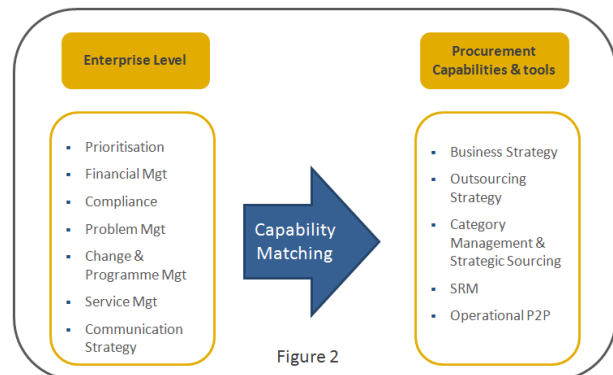 Enterprise Level
▪ Prioritisation
▪ Financial Mgt
▪ Compliance
▪ Problem Mgt
▪ Change &
Programme Mgt
▪ Service Mgt
▪ Communication
Strategy
Capability
Matching
Procurement
Capabilities & tools
▪ Business Strategy
▪ Outsourcing
Strategy
▪ Category
Management &
Strategic Sourcing
▪ SRM
▪ Operational P2P
Figure 2